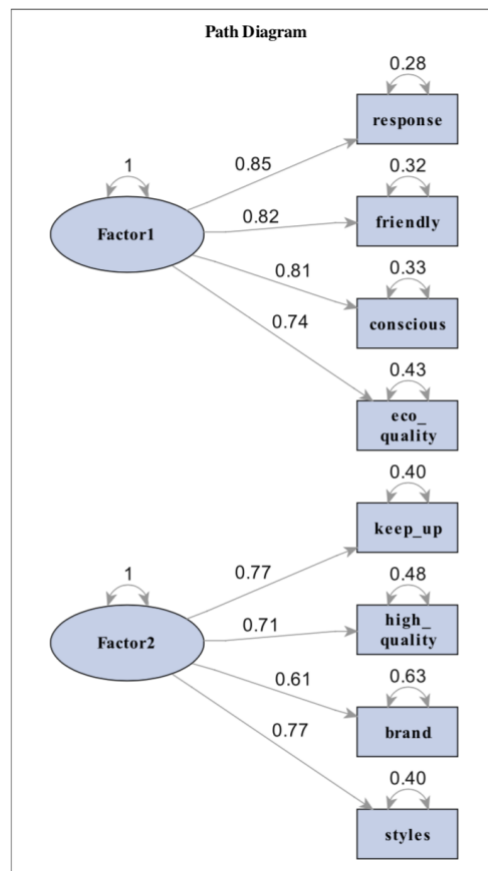 Path Diagram
0.28
response
0.85
1
0.32
friendly
0.82
Factor1
0.33
0.81
conscious
0.74
0.43
eco_
quality
0.40
keep_up
0.77
1
0.48
high_
quality
0.71
Factor2
0.63
0.61
brand
0.77
0.40
styles